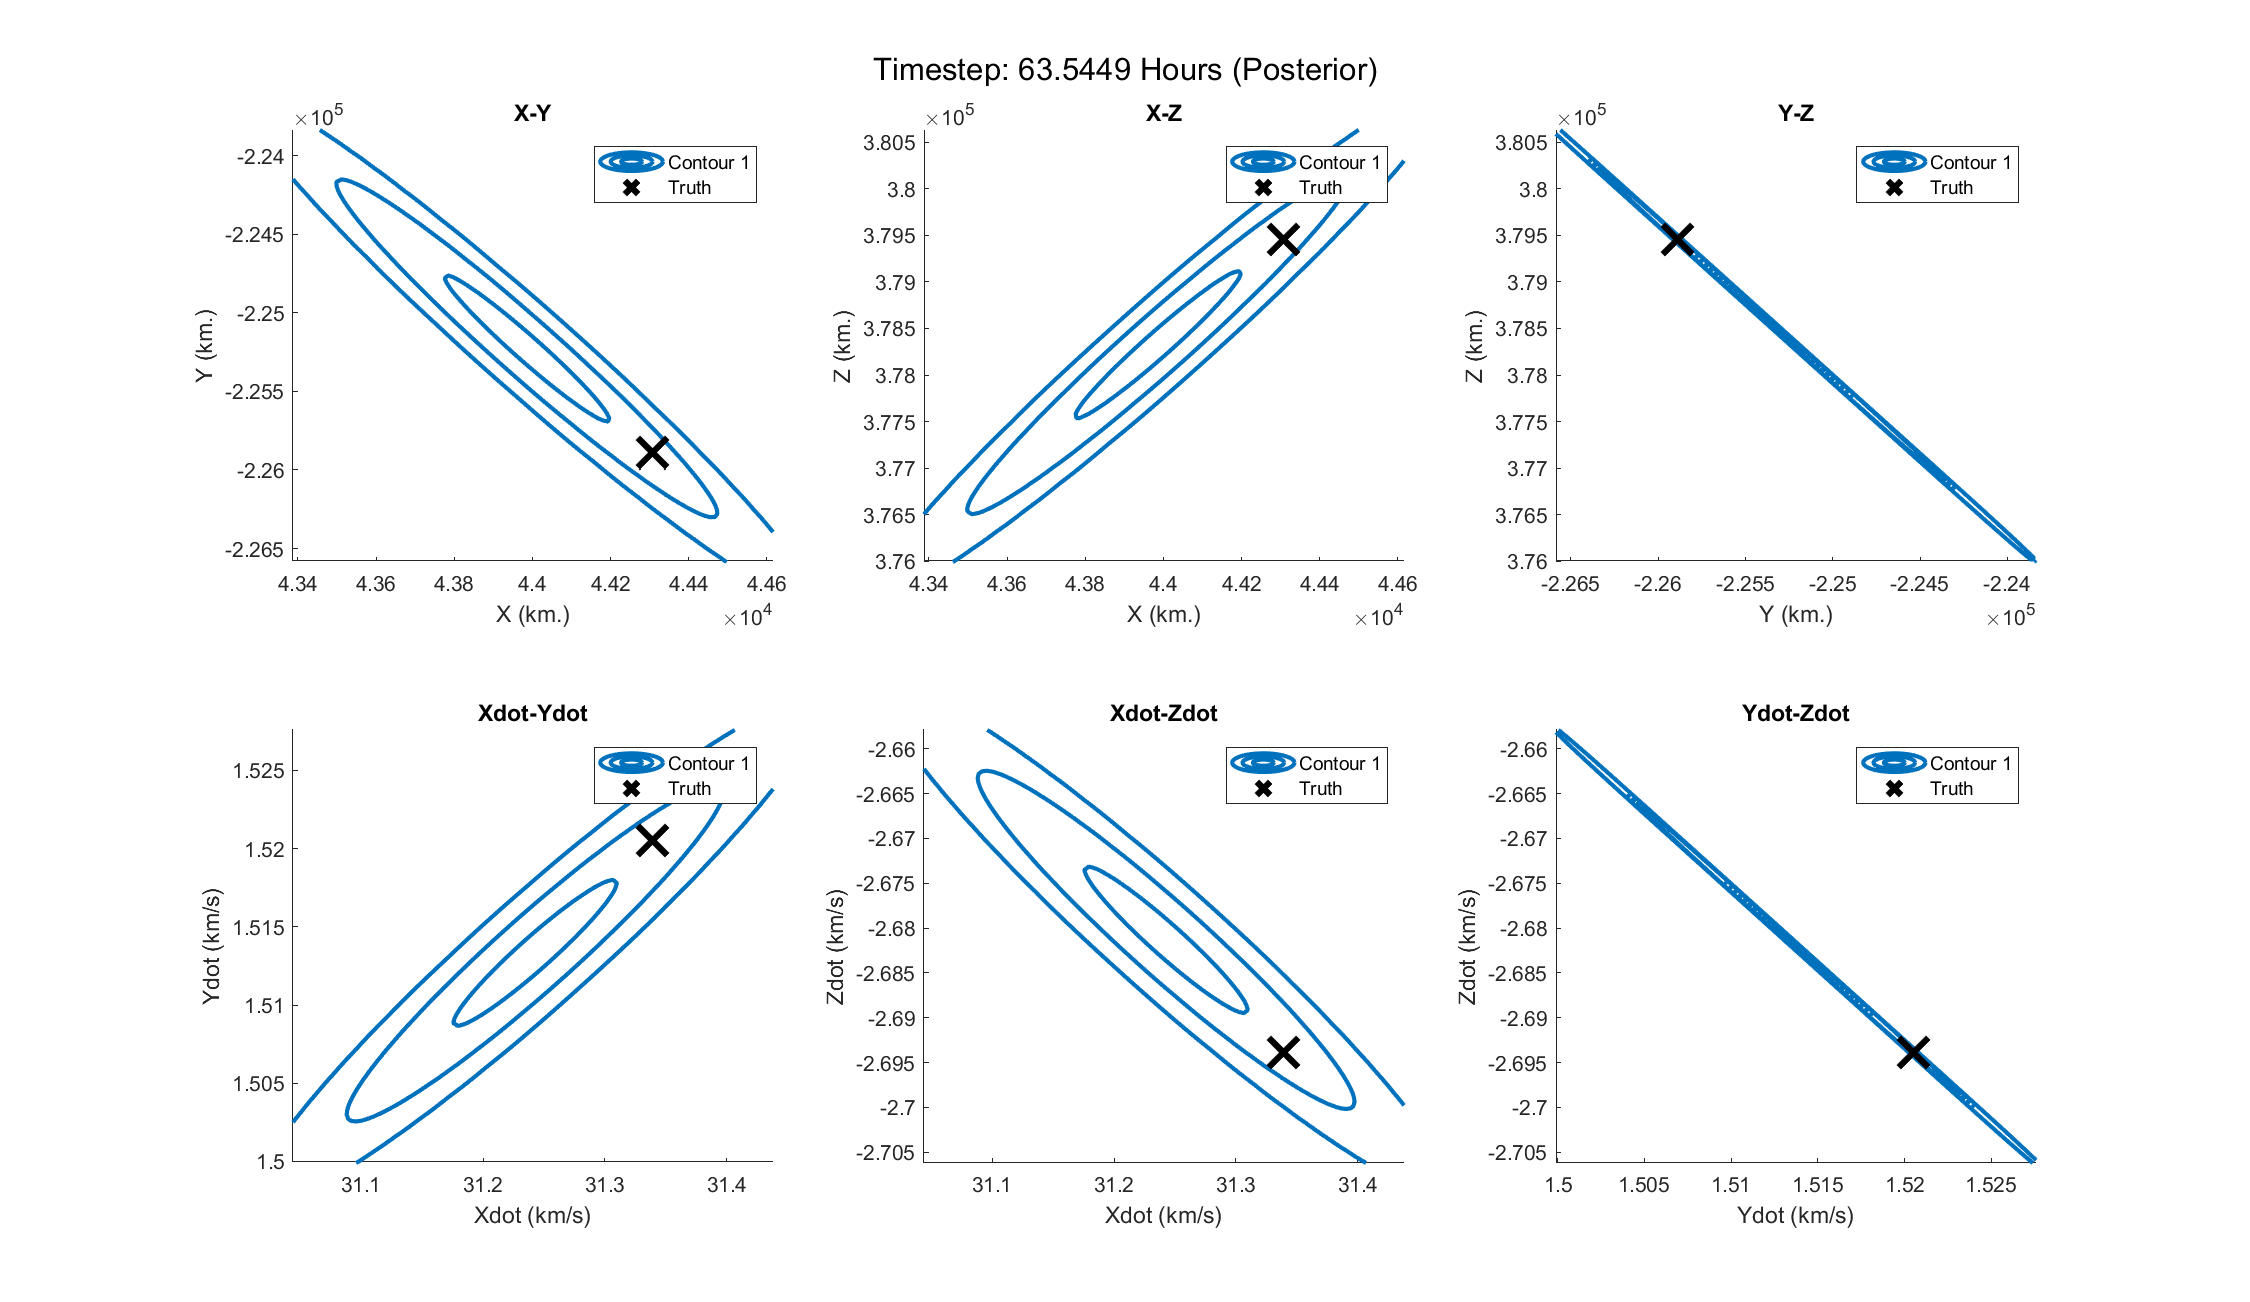 Timestep: 63.5449 Hours (Posterior)
X-Y
×10^5
Contour 1
Truth
-2.24
-2.245
-2.25
-2.255
-2.26
-2.265
Y (km.)
4.34 4.36 4.38 4.4 4.42 4.44 4.46
X (km.)
×10^4
X-Z
×10^5
Contour 1
Truth
3.805
3.8
3.795
3.79
3.785
3.78
3.775
3.77
3.765
3.76
Z (km.)
4.34 4.36 4.38 4.4 4.42 4.44 4.46
X (km.)
×10^4
Y-Z
×10^5
Contour 1
Truth
3.805
3.8
3.795
3.79
3.785
3.78
3.775
3.77
3.765
3.76
Z (km.)
-2.265 -2.26 -2.255 -2.25 -2.245 -2.24
Y (km.)
×10^5
Xdot-Ydot
Contour 1
Truth
1.525
1.52
1.515
1.51
1.505
1.5
Ydot (km/s)
31.1 31.2 31.3 31.4
Xdot (km/s)
Xdot-Zdot
Contour 1
Truth
-2.66
-2.665
-2.67
-2.675
-2.68
-2.685
-2.69
-2.695
-2.7
-2.705
Zdot (km/s)
31.1 31.2 31.3 31.4
Xdot (km/s)
Ydot-Zdot
Contour 1
Truth
-2.66
-2.665
-2.67
-2.675
-2.68
-2.685
-2.69
-2.695
-2.7
-2.705
Zdot (km/s)
1.5 1.505 1.51 1.515 1.52 1.525
Ydot (km/s)